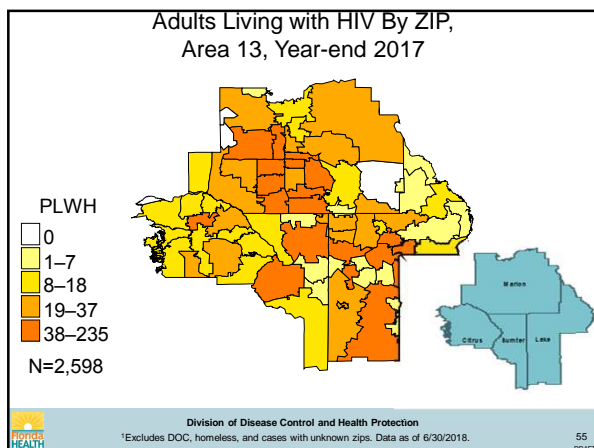 Adults Living with HIV By ZIP,
Area 13, Year-end 2017
PLWH
0
1–7
8–18
19–37
38–235
N=2,598
Marion
Citrus
Sumter
Lake
Florida
HEALTH
Division of Disease Control and Health Protection
¹Excludes DOC, homeless, and cases with unknown zips. Data as of 6/30/2018.
55
DRAFT